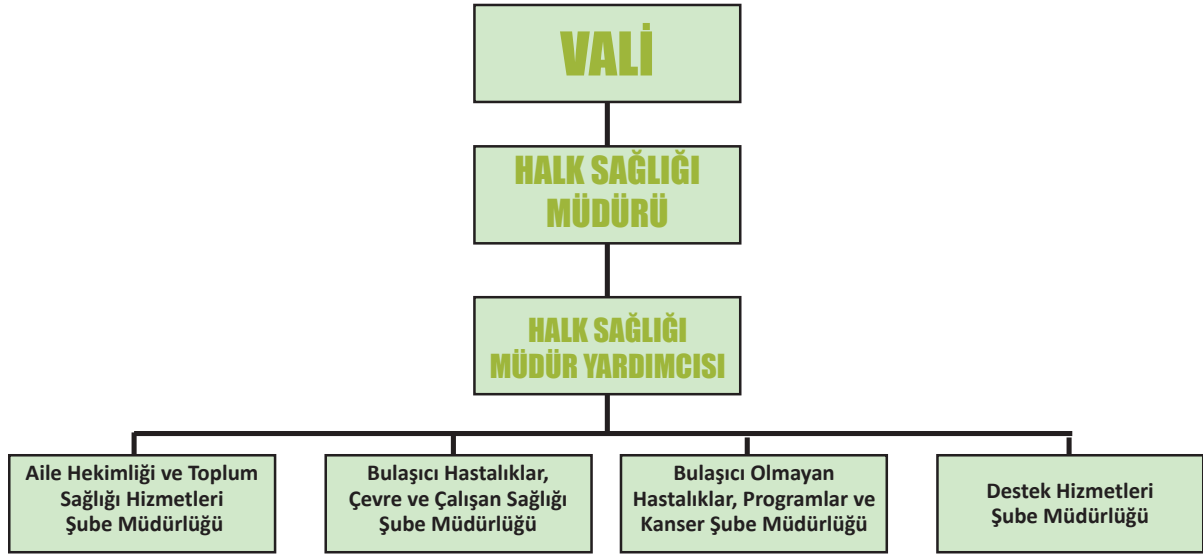 VALİ
HALK SAĞLIĞI
MÜDÜRÜ
HALK SAĞLIĞI
MÜDÜR YARDIMCISI
Aile Hekimliği ve Toplum
Sağlığı Hizmetleri
Şube Müdürlüğü
Bulaşıcı Hastalıklar,
Çevre ve Çalışan Sağlığı
Şube Müdürlüğü
Bulaşıcı Olmayan
Hastalıklar, Programlar ve
Kanser Şube Müdürlüğü
Destek Hizmetleri
Şube Müdürlüğü